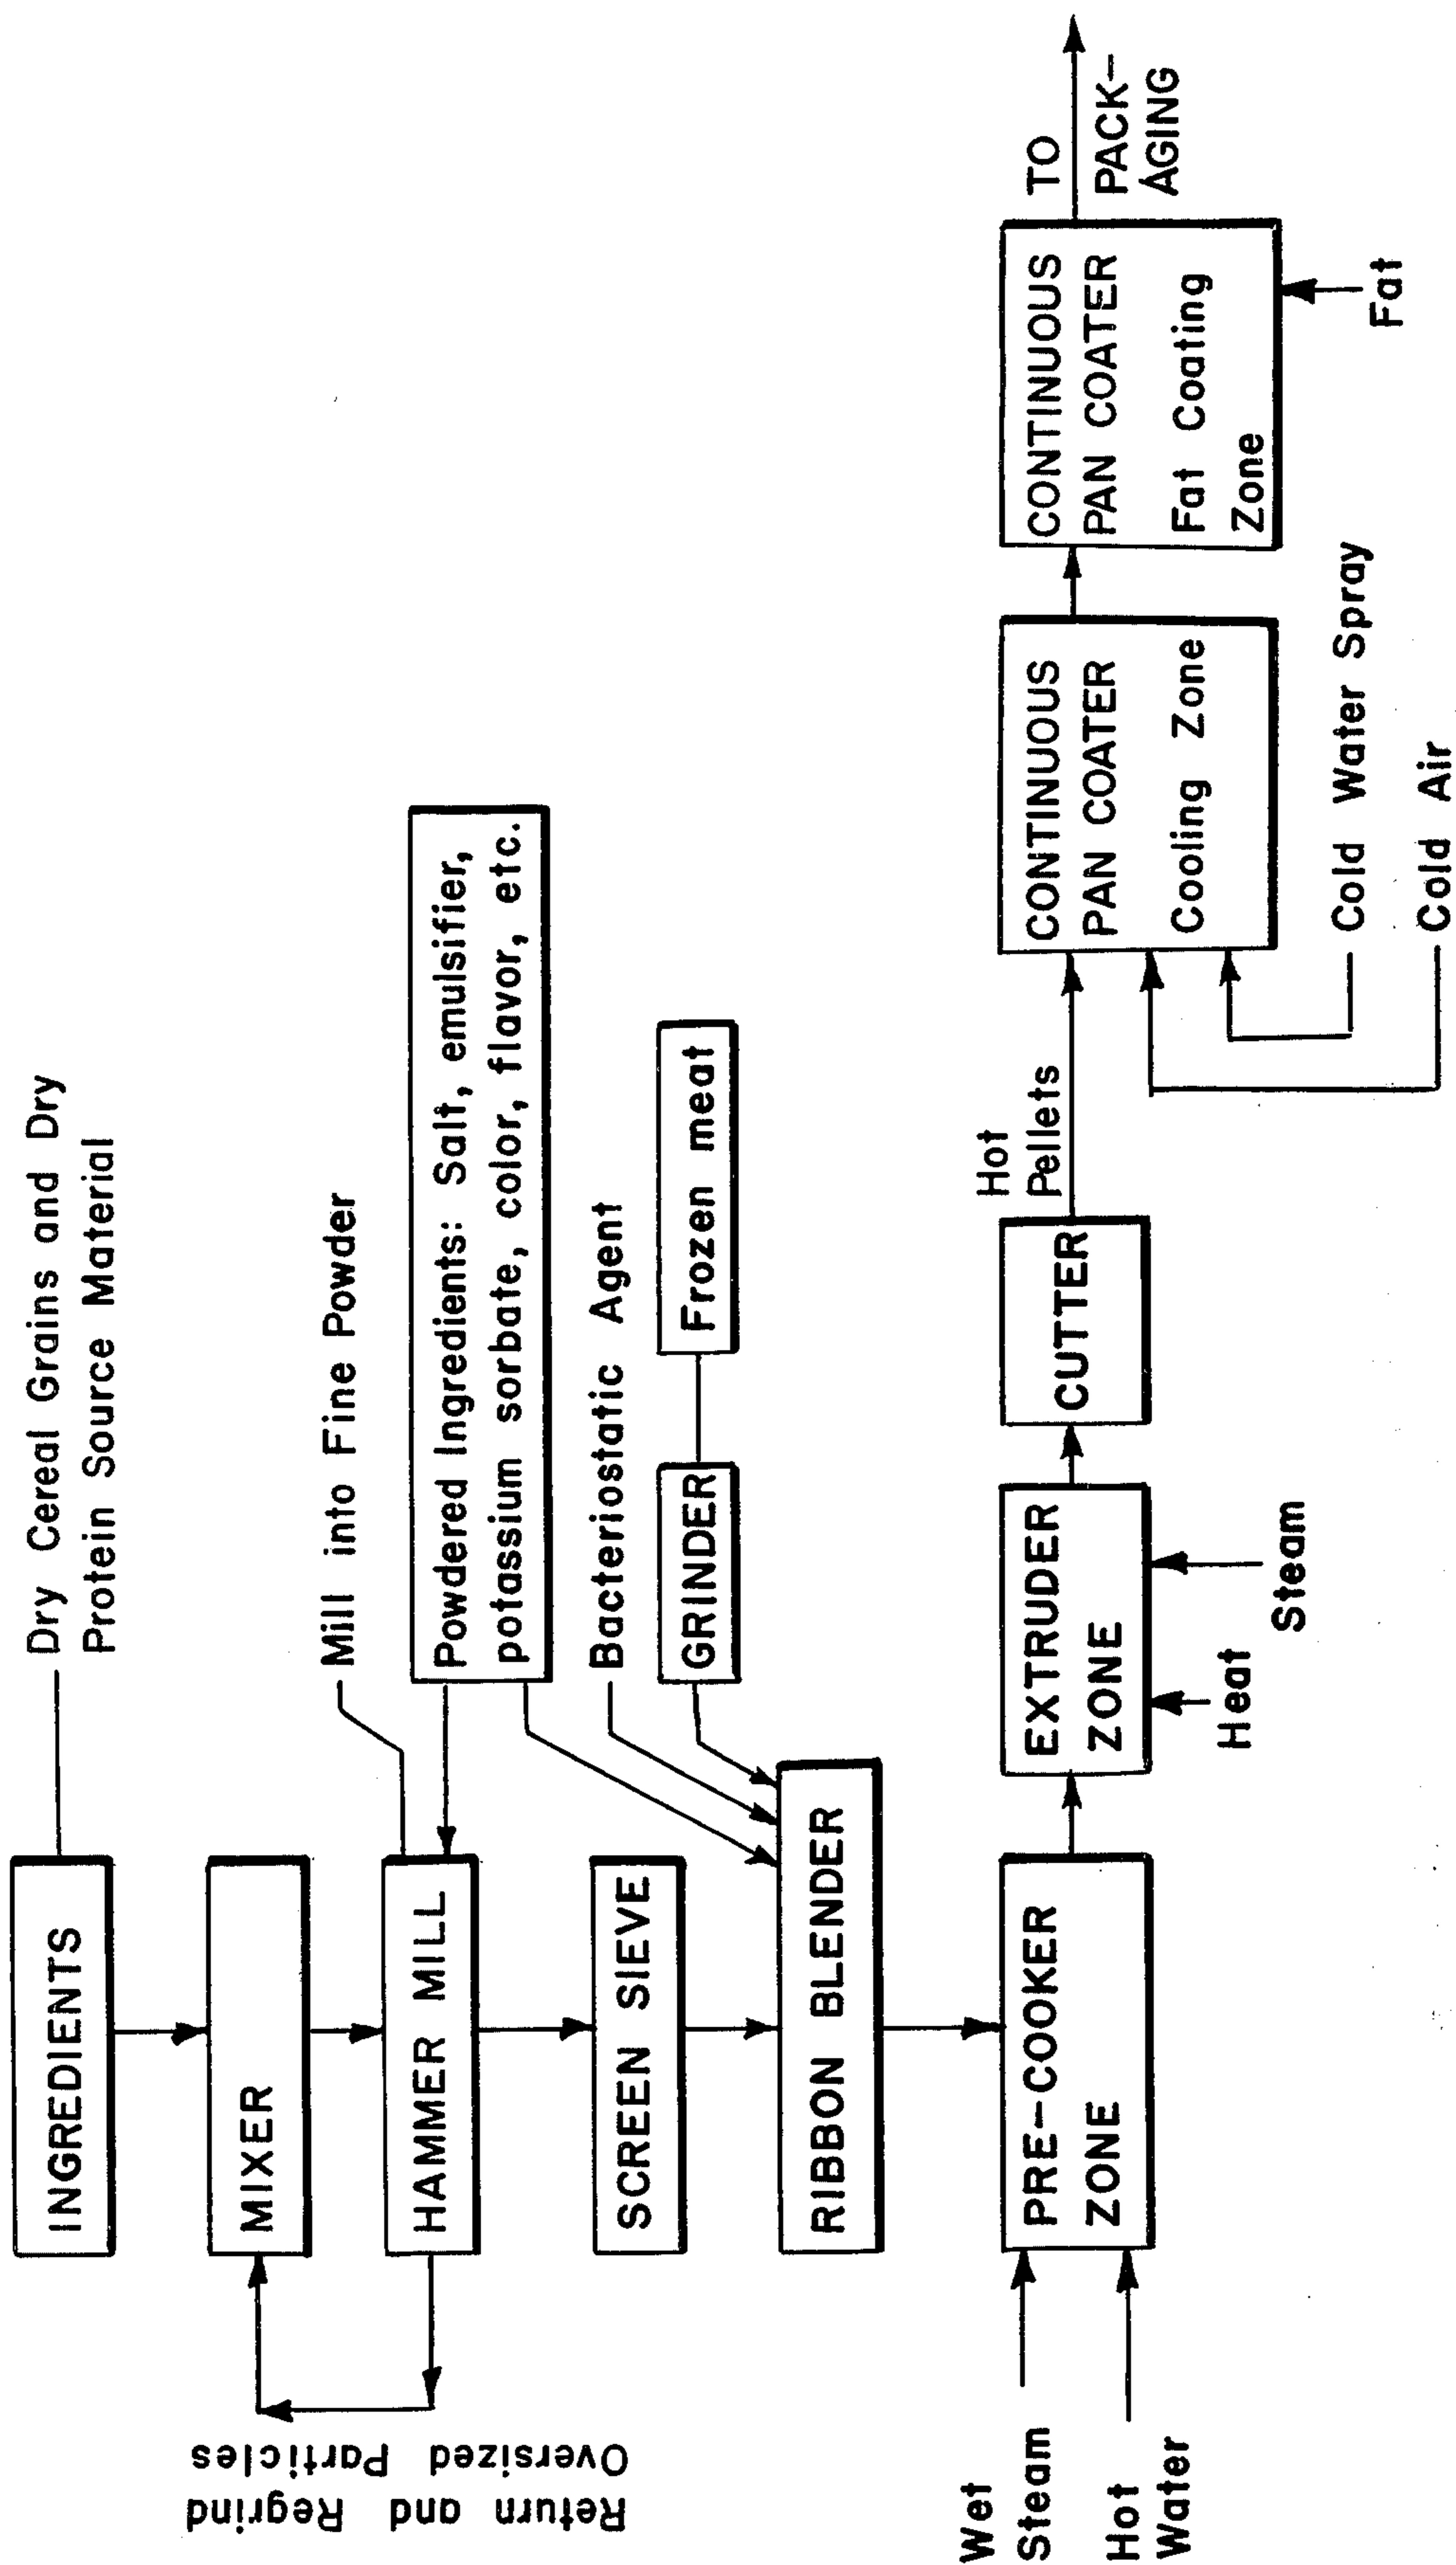 INGREDIENTS
Dry Cereal Grains and Dry
Protein Source Material
MIXER
Return and Regrind
Oversized Particles
Mill into Fine Powder
HAMMER MILL
Powdered Ingredients: Salt, emulsifier,
potassium sorbate, color, flavor, etc.
SCREEN SIEVE
Bacteriostatic Agent
GRINDER
Frozen meat
RIBBON BLENDER
Wet
Steam
Hot
Water
PRE-COOKER
ZONE
EXTRUDER
ZONE
Heat
Steam
CUTTER
Hot
Pellets
CONTINUOUS
PAN COATER
Cooling Zone
Cold Water Spray
Cold Air
CONTINUOUS
PAN COATER
Fat Coating
Zone
Fat
TO
PACK-
AGING